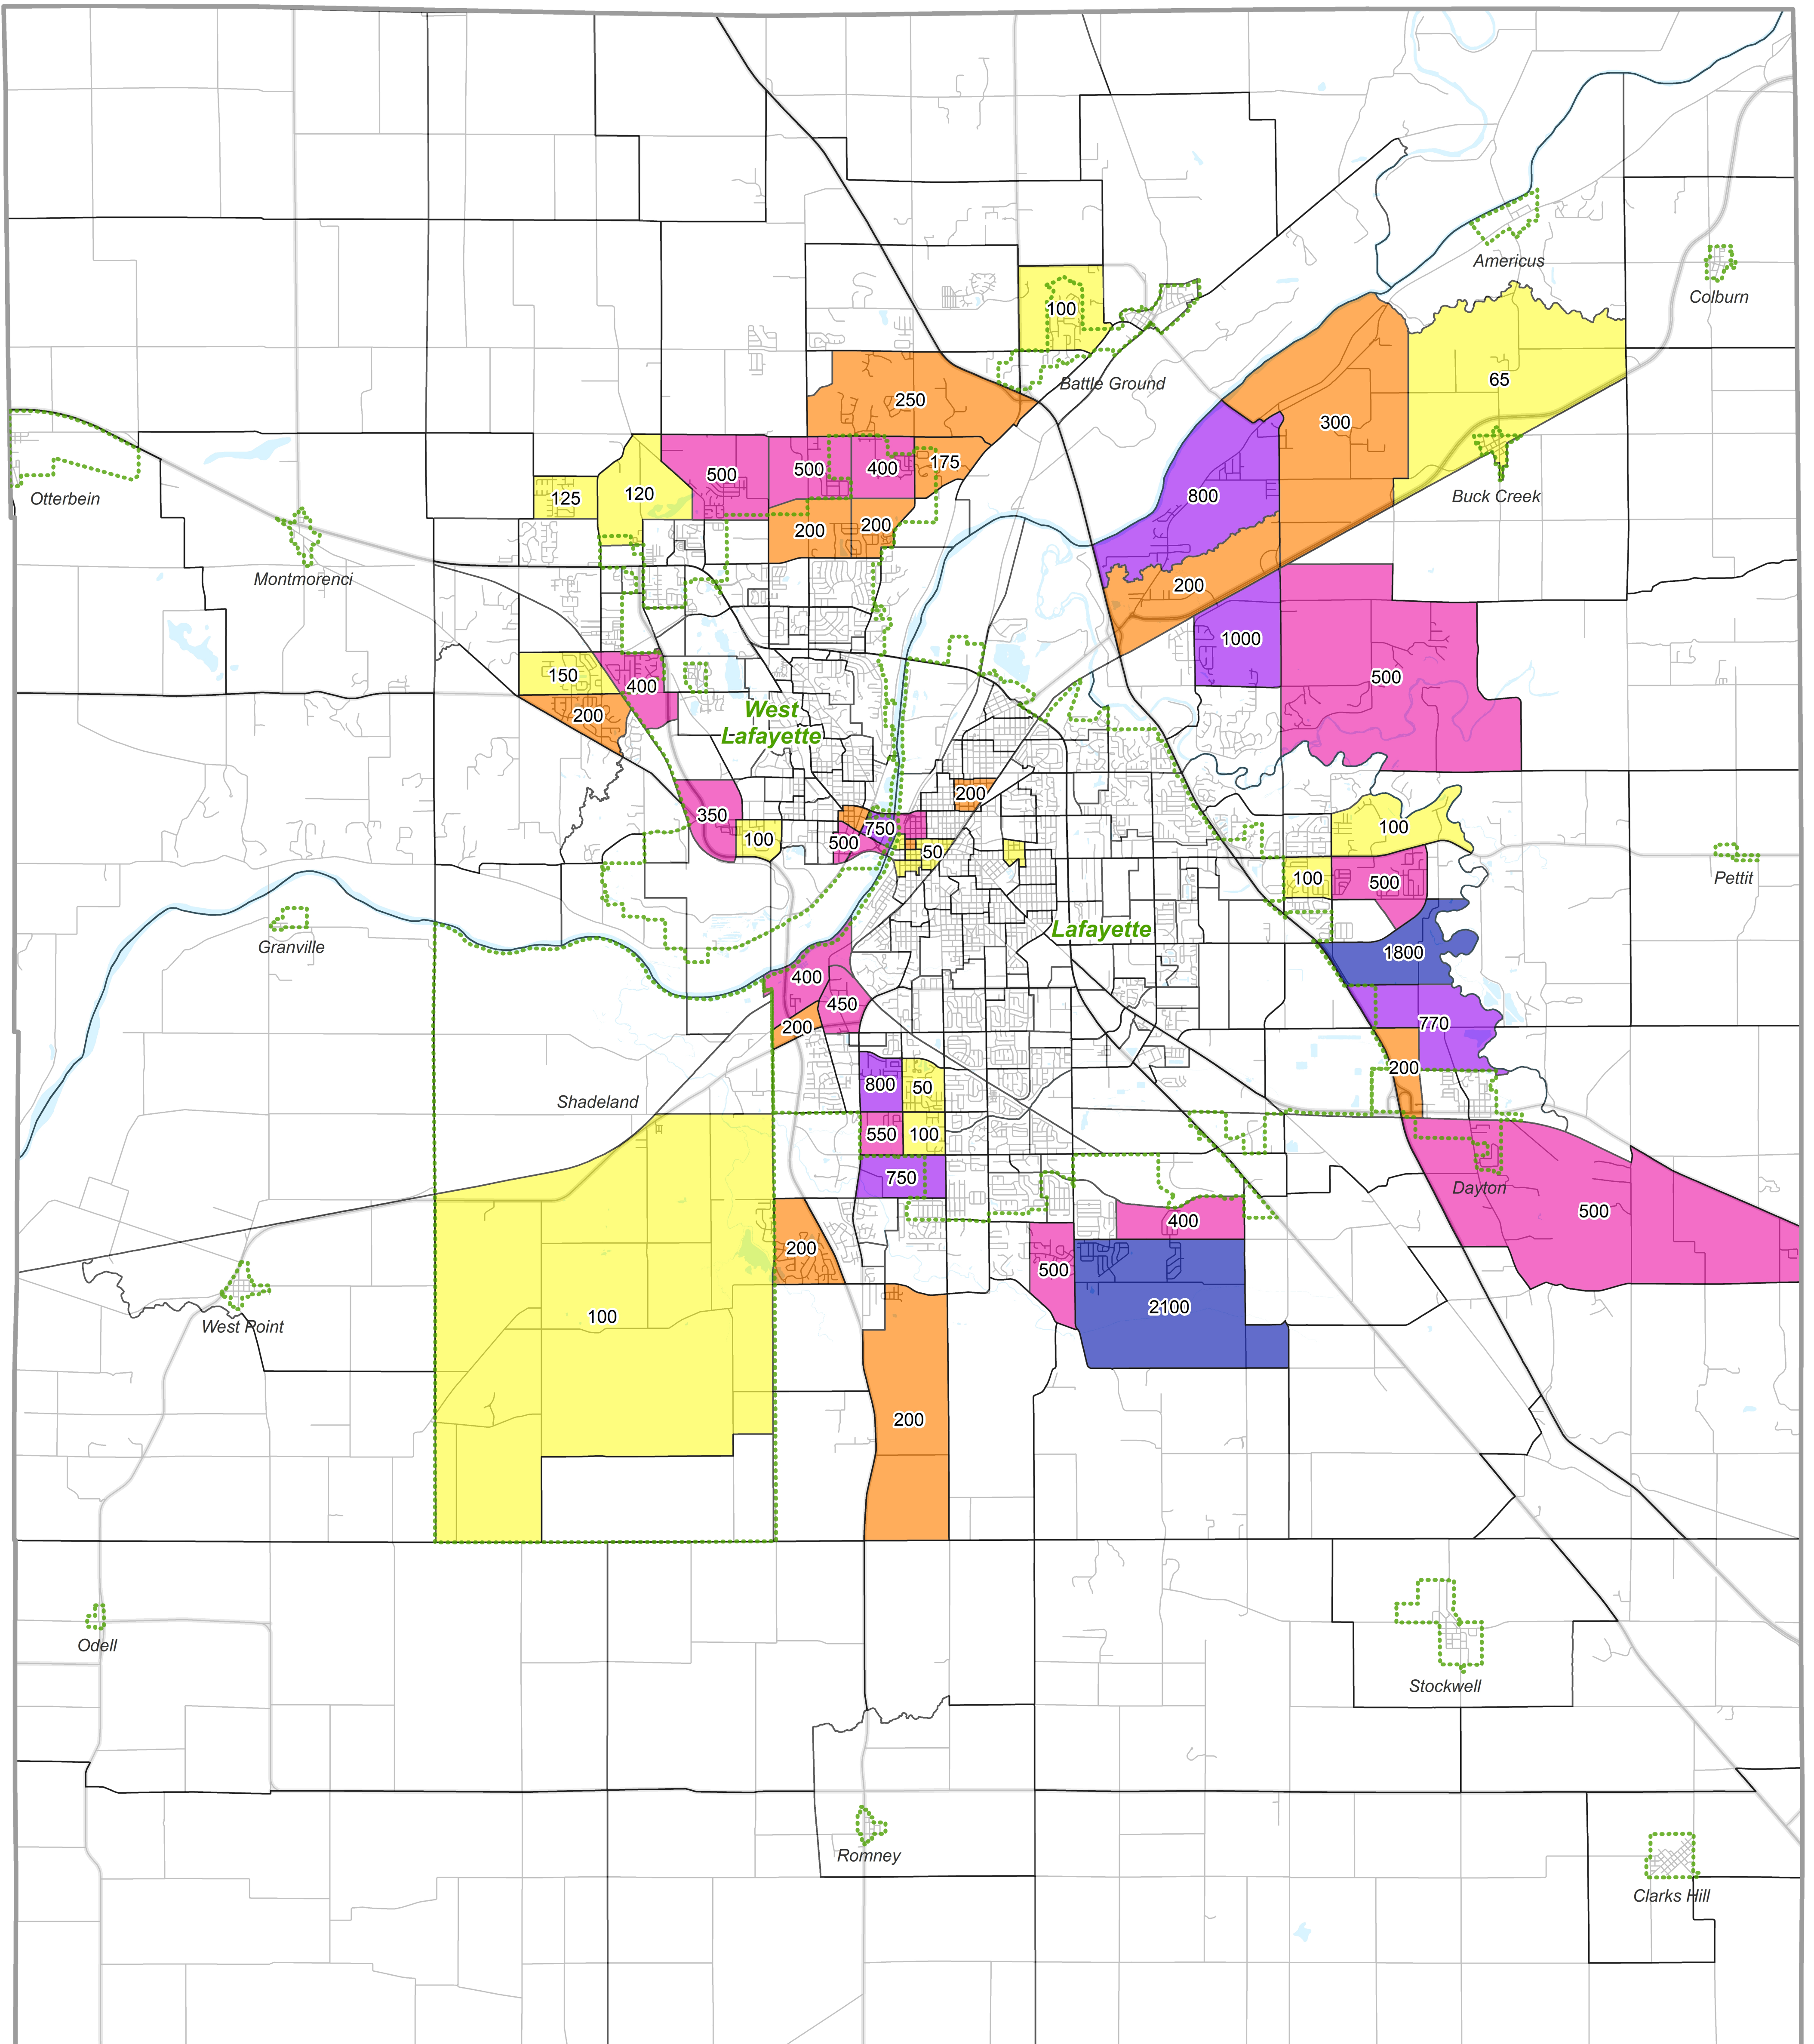 Americus
Colburn
100
Battle Ground
65
250
300
Otterbein
125
120
500
500
400
175
800
Buck Creek
200
200
Montmorenci
200
1000
150
400
500
200
West
Lafayette
200
350
100
500
750
50
100
Pettit
100
500
Granville
Lafayette
1800
400
450
200
770
200
Shadeland
800
50
550
100
750
Dayton
400
500
200
500
2100
100
West Point
200
Odell
Stockwell
Romney
Clarks Hill